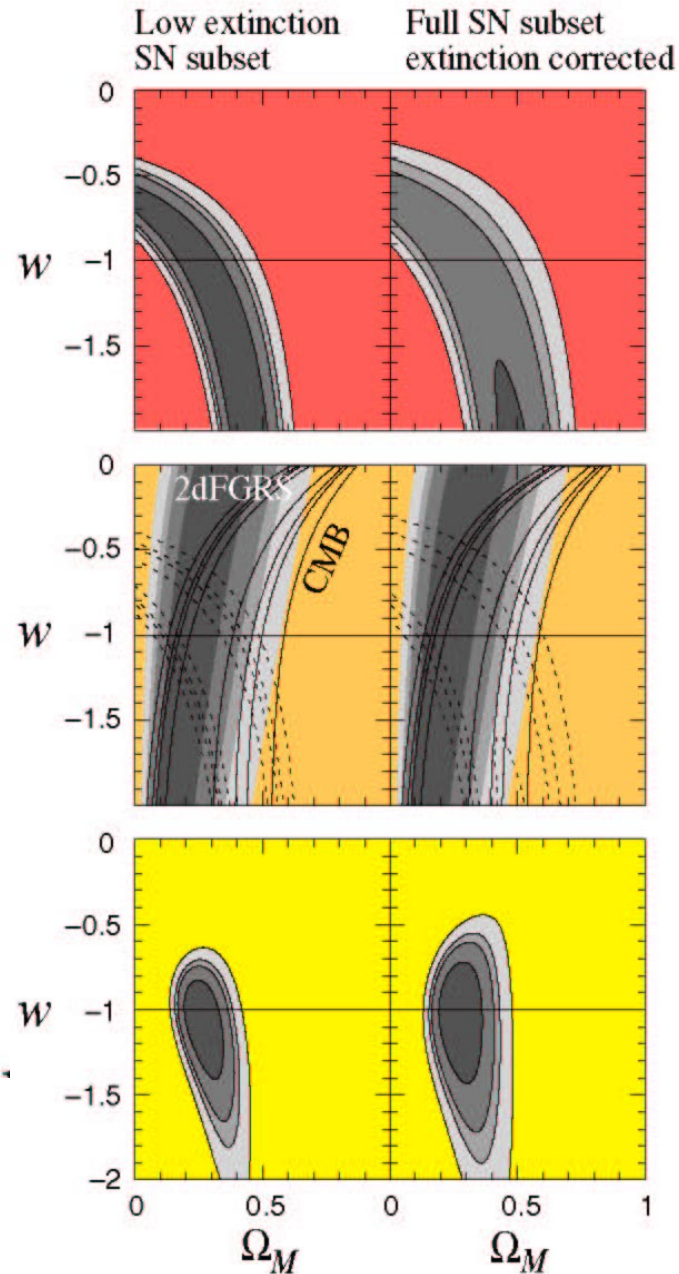 Low extinction
SN subset
Full SN subset
extinction corrected
0
−0.5
w
−1
−1.5
0
2dFGRS
−0.5
CMB
w
−1
−1.5
0
−0.5
w
−1
−1.5
−2
0 0.5 0 0.5 1
Ω_M Ω_M